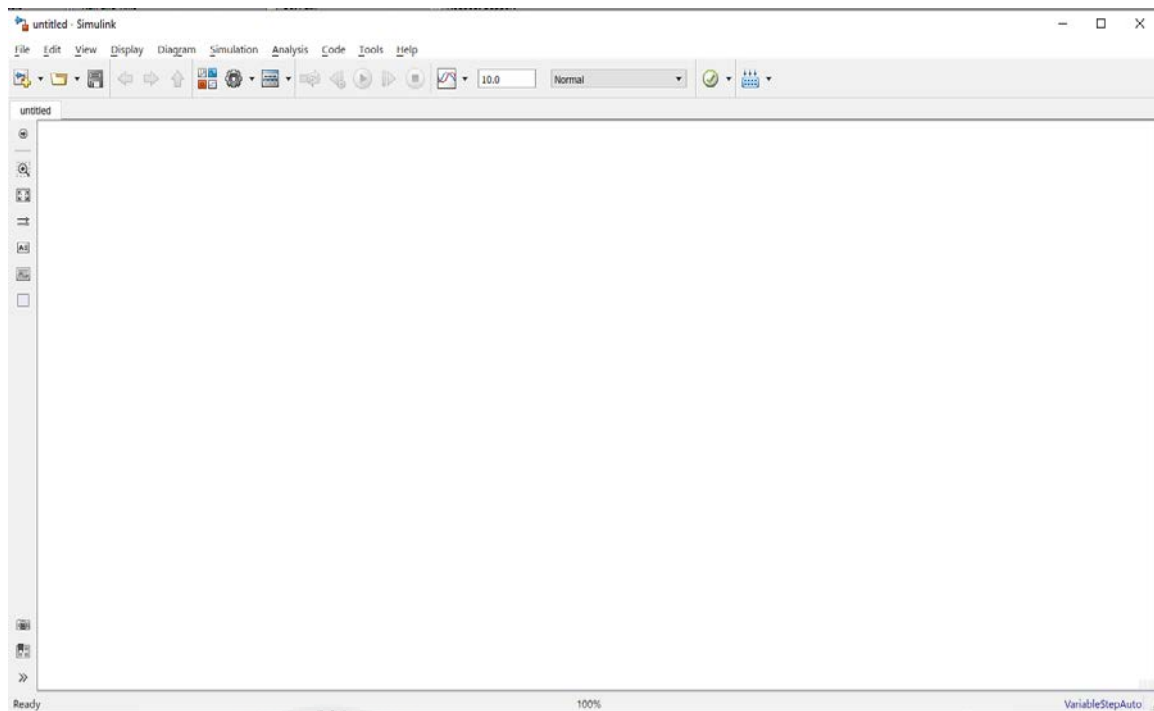 untitled - Simulink
File Edit View Display Diagram Simulation Analysis Code Tools Help
10.0 Normal
untitled
Ready 100% VariableStepAuto